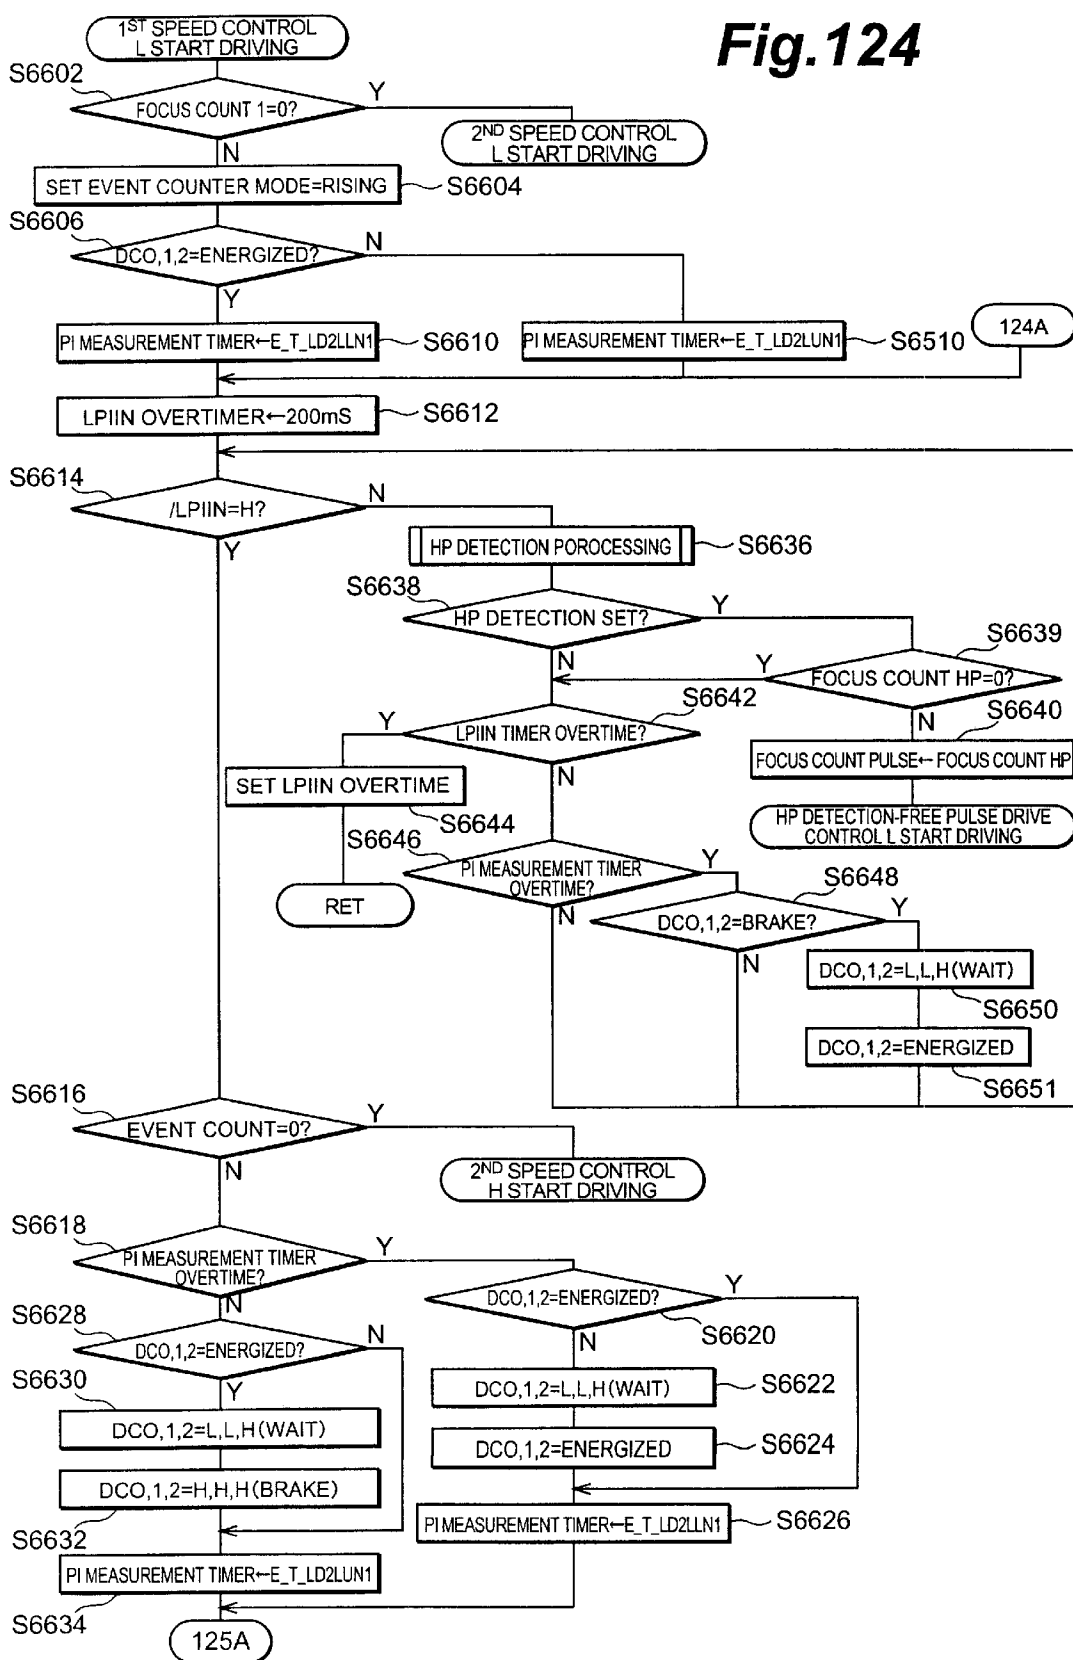 Fig.124
1ST SPEED CONTROL
L START DRIVING
S6602
FOCUS COUNT 1=0?
Y
N
2ND SPEED CONTROL
L START DRIVING
SET EVENT COUNTER MODE=RISING
S6604
S6606
DCO,1,2=ENERGIZED?
N
Y
PI MEASUREMENT TIMER←E_T_LD2LLN1
S6610
PI MEASUREMENT TIMER←E_T_LD2LUN1
S6510
124A
LPIIN OVERTIMER←200mS
S6612
S6614
/LPIIN=H?
N
Y
HP DETECTION POROCESSING
S6636
S6638
HP DETECTION SET?
Y
N
S6639
FOCUS COUNT HP=0?
Y
N
S6642
LPIIN TIMER OVERTIME?
Y
N
S6640
FOCUS COUNT PULSE←FOCUS COUNT HP
SET LPIIN OVERTIME
S6644
HP DETECTION-FREE PULSE DRIVE
CONTROL L START DRIVING
S6646
PI MEASUREMENT TIMER
OVERTIME?
Y
N
RET
S6648
DCO,1,2=BRAKE?
Y
N
DCO,1,2=L,L,H(WAIT)
S6650
DCO,1,2=ENERGIZED
S6651
S6616
EVENT COUNT=0?
Y
N
2ND SPEED CONTROL
H START DRIVING
S6618
PI MEASUREMENT TIMER
OVERTIME?
Y
N
DCO,1,2=ENERGIZED?
Y
N
S6620
S6628
DCO,1,2=ENERGIZED?
N
Y
S6630
DCO,1,2=L,L,H(WAIT)
DCO,1,2=L,L,H(WAIT)
S6622
DCO,1,2=ENERGIZED
S6624
DCO,1,2=H,H,H(BRAKE)
S6632
PI MEASUREMENT TIMER←E_T_LD2LLN1
S6626
PI MEASUREMENT TIMER←E_T_LD2LUN1
S6634
125A